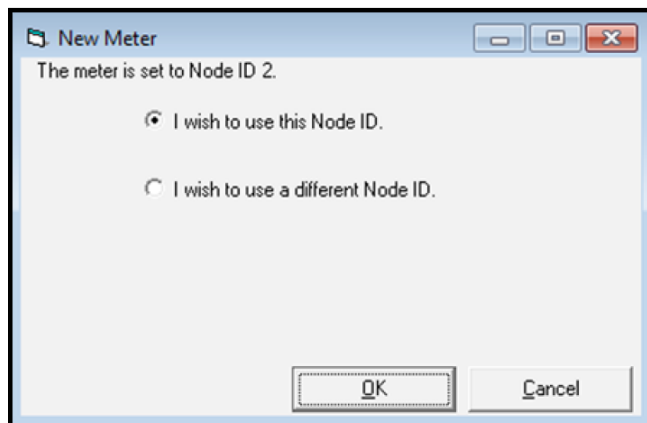 New Meter
The meter is set to Node ID 2.
I wish to use this Node ID.
I wish to use a different Node ID.
OK Cancel